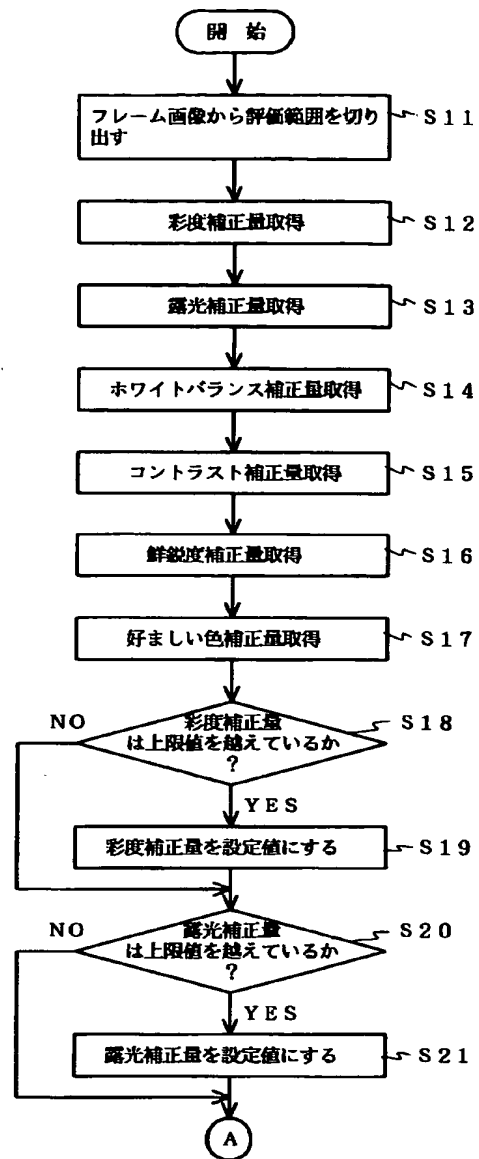 開 始
フレーム画像から評価範囲を切り
出す
S11
彩度補正量取得
S12
露光補正量取得
S13
ホワイトバランス補正量取得
S14
コントラスト補正量取得
S15
鮮鋭度補正量取得
S16
好ましい色補正量取得
S17
彩度補正量
は上限値を越えているか
?
S18
NO
YES
彩度補正量を設定値にする
S19
露光補正量
は上限値を越えているか
?
S20
NO
YES
露光補正量を設定値にする
S21
A